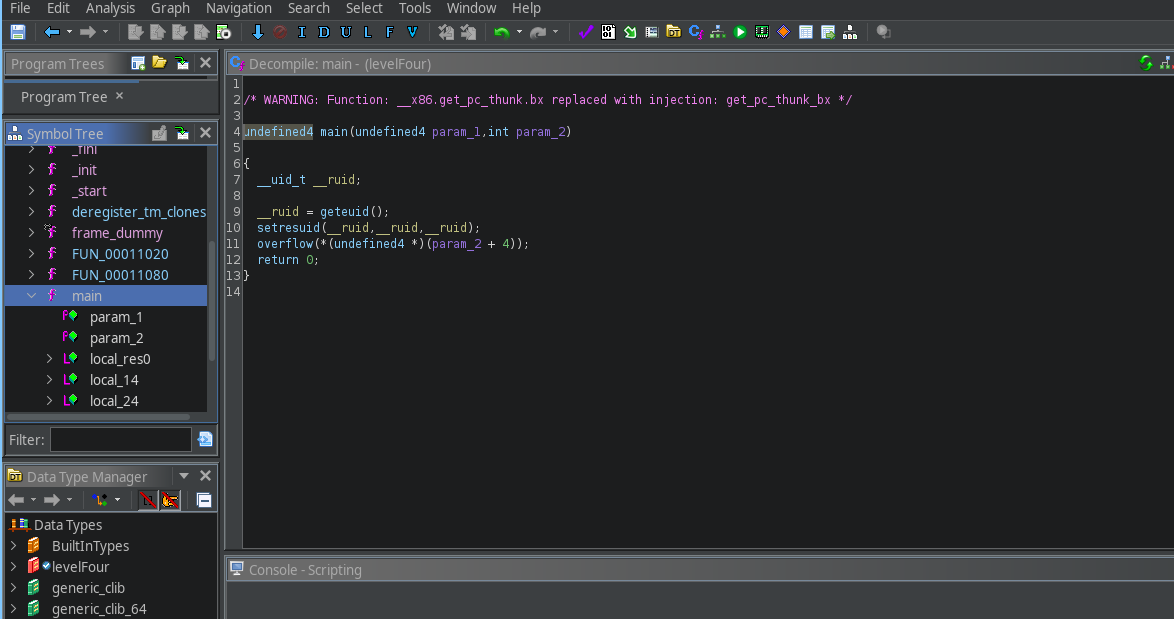 File Edit Analysis Graph Navigation Search Select Tools Window Help
I D U L F V
Program Trees
Program Tree ×
Symbol Tree
_fini
_init
_start
deregister_tm_clones
frame_dummy
FUN_00011020
FUN_00011080
main
param_1
param_2
local_res0
local_14
local_24
Filter:
Data Type Manager
Data Types
BuiltInTypes
levelFour
generic_clib
generic_clib_64
Decompile: main - (levelFour)
1
2 /* WARNING: Function: __x86.get_pc_thunk.bx replaced with injection: get_pc_thunk_bx */
3
4 undefined4 main(undefined4 param_1,int param_2)
5
6 {
7 __uid_t __ruid;
8
9 __ruid = geteuid();
10 setresuid(__ruid,__ruid,__ruid);
11 overflow(*(undefined4 *)(param_2 + 4));
12 return 0;
13 }
14
Console - Scripting